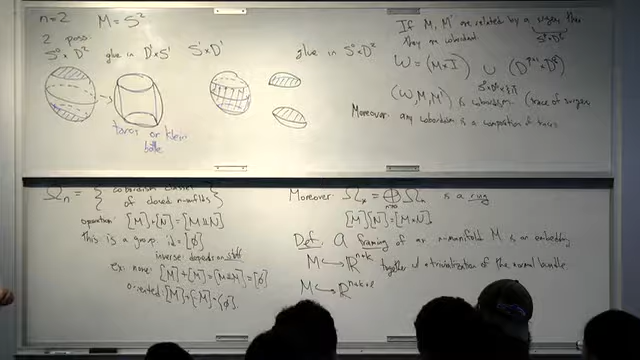 n=2 M=S²
2 poss:
S⁰×D² glue in D¹×S¹
torus or klein
bottle
S¹×D¹ glue in S⁰×D²
If M, M' are related by a surgery then
they are cobordant
S⁰×D²
W = (M×I) ∪ (D^{p+1}×D^q)
(W,M,M') is cobordism (trace of surgery)
Moreover: any cobordism is a composition of traces
Ω_n = { cobordism classes
of closed n-mfolds }
operation: [M]+[N]=[M⊔N]
this is a group id=[∅]
inverse: depends on stuff
ex: none: [M]+[M]=[M⊔M]=[∅]
oriented: [M]+[-M]=[∅].
Moreover: Ω_* = ⊕_{n≥0} Ω_n is a ring
[M][N]=[M×N].
Def. A framing of an n-manifold M is an embedding
M ↪ ℝ^{n+k} together w/ a trivialization of the normal bundle.
M ↪ ℝ^{n+k+l}